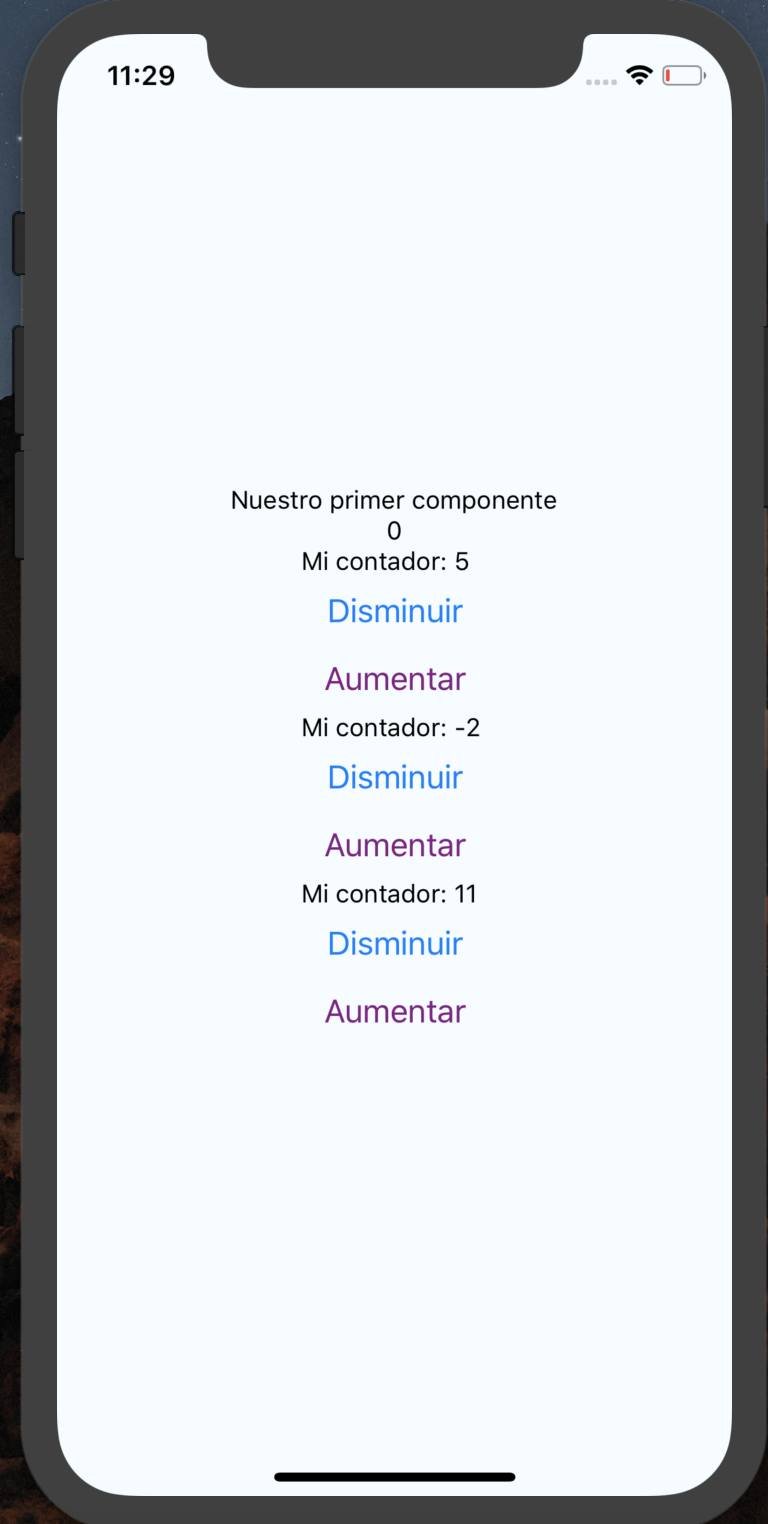 11:29
Nuestro primer componente
0
Mi contador: 5
Disminuir
Aumentar
Mi contador: -2
Disminuir
Aumentar
Mi contador: 11
Disminuir
Aumentar